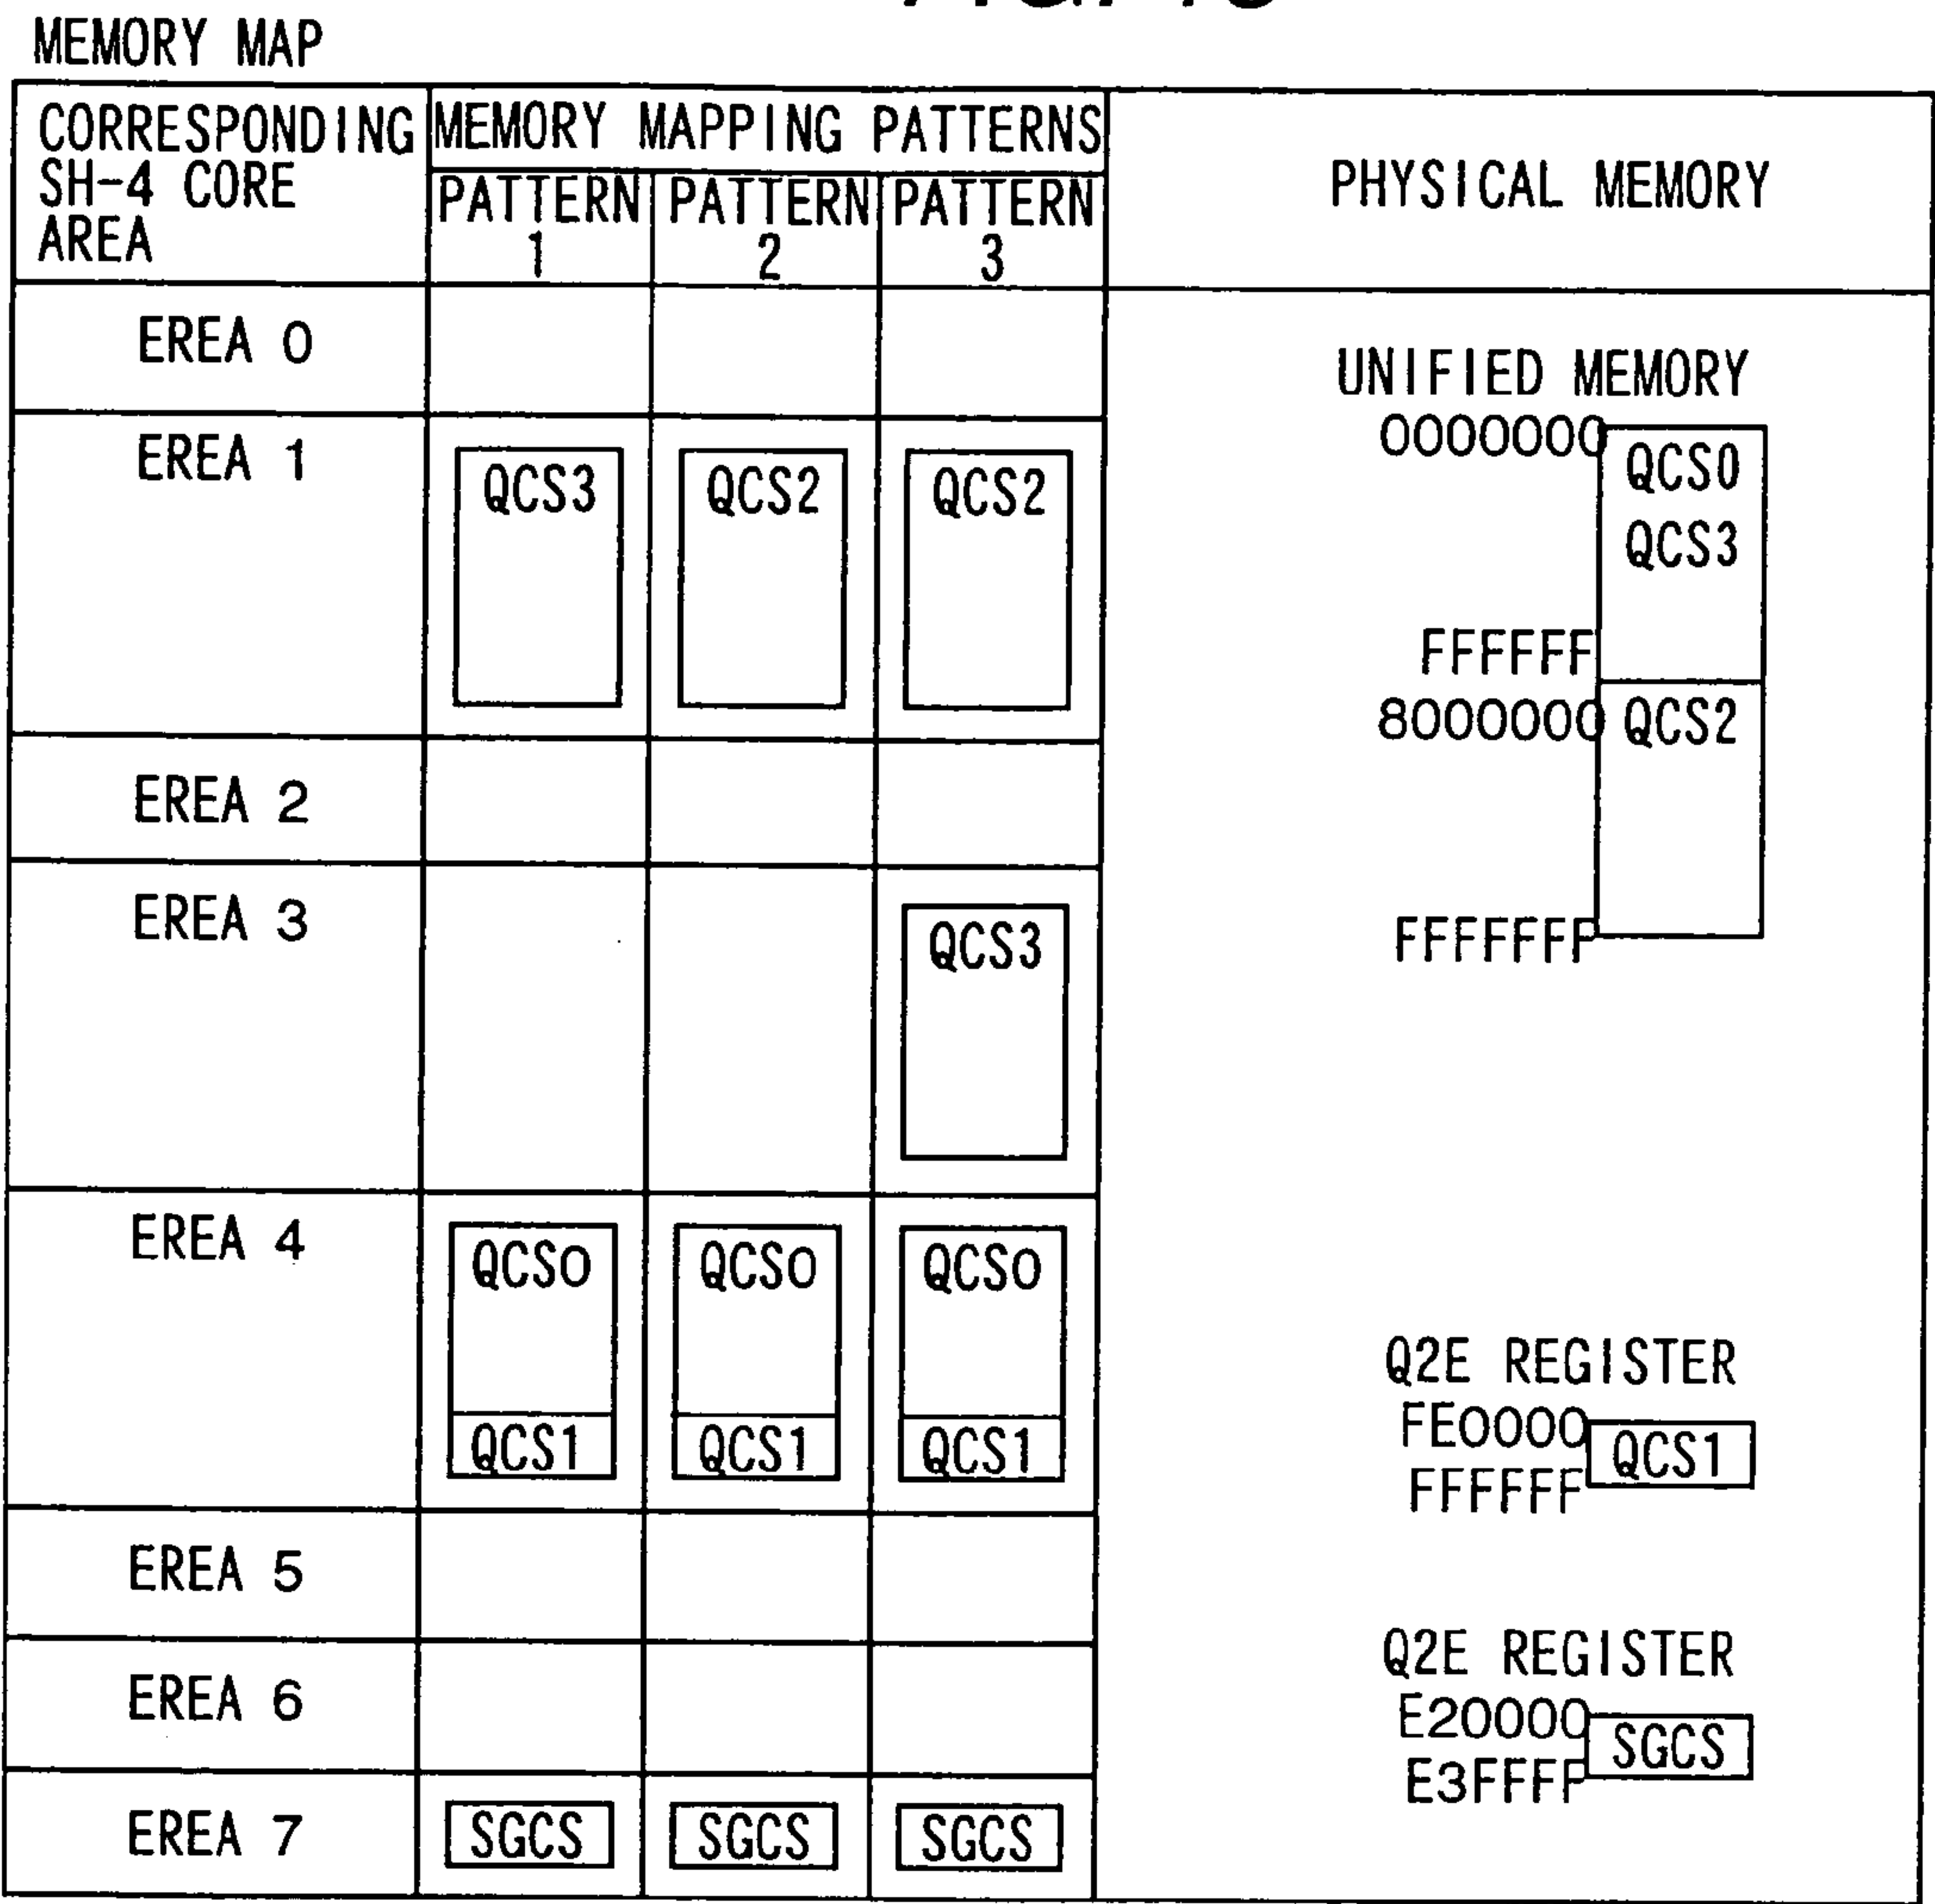 MEMORY MAP
CORRESPONDING
SH-4 CORE
AREA
MEMORY MAPPING PATTERNS
PATTERN
1
PATTERN
2
PATTERN
3
PHYSICAL MEMORY
EREA 0
EREA 1
QCS3
QCS2
QCS2
EREA 2
EREA 3
QCS3
EREA 4
QCS0
QCS0
QCS0
QCS1
QCS1
QCS1
EREA 5
EREA 6
EREA 7
SGCS
SGCS
SGCS
UNIFIED MEMORY
0000000
QCS0
QCS3
FFFFFF
8000000
QCS2
FFFFFFF
Q2E REGISTER
FE0000
QCS1
FFFFFF
Q2E REGISTER
E20000
SGCS
E3FFFF